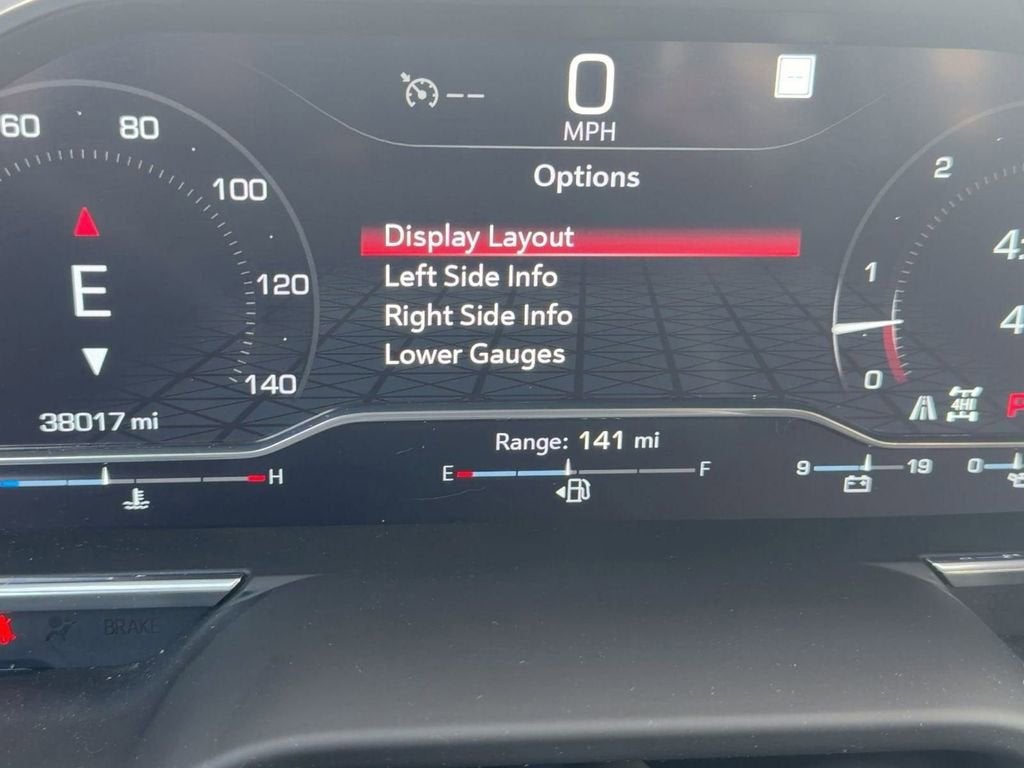 --
0
--
MPH
Options
60
80
100
120
140
E
38017 mi
Display Layout
Left Side Info
Right Side Info
Lower Gauges
2
1
0
4HI
Range: 141 mi
H
E
F
9
19
0
BRAKE